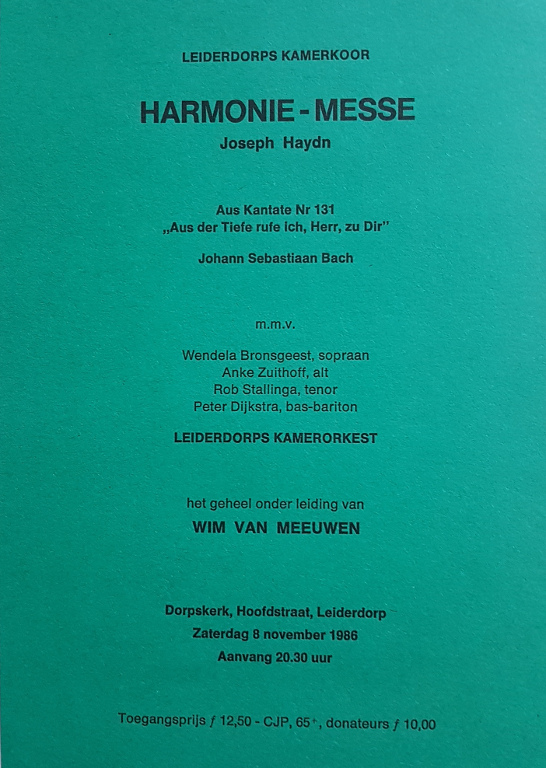 LEIDERDORPS KAMERKOOR
HARMONIE - MESSE
Joseph Haydn
Aus Kantate Nr 131
„Aus der Tiefe rufe ich, Herr, zu Dir”
Johann Sebastiaan Bach
m.m.v.
Wendela Bronsgeest, sopraan
Anke Zuithoff, alt
Rob Stallinga, tenor
Peter Dijkstra, bas-bariton
LEIDERDORPS KAMERORKEST
het geheel onder leiding van
WIM VAN MEEUWEN
Dorpskerk, Hoofdstraat, Leiderdorp
Zaterdag 8 november 1986
Aanvang 20.30 uur
Toegangsprijs ƒ 12,50 - CJP, 65⁺, donateurs ƒ 10,00